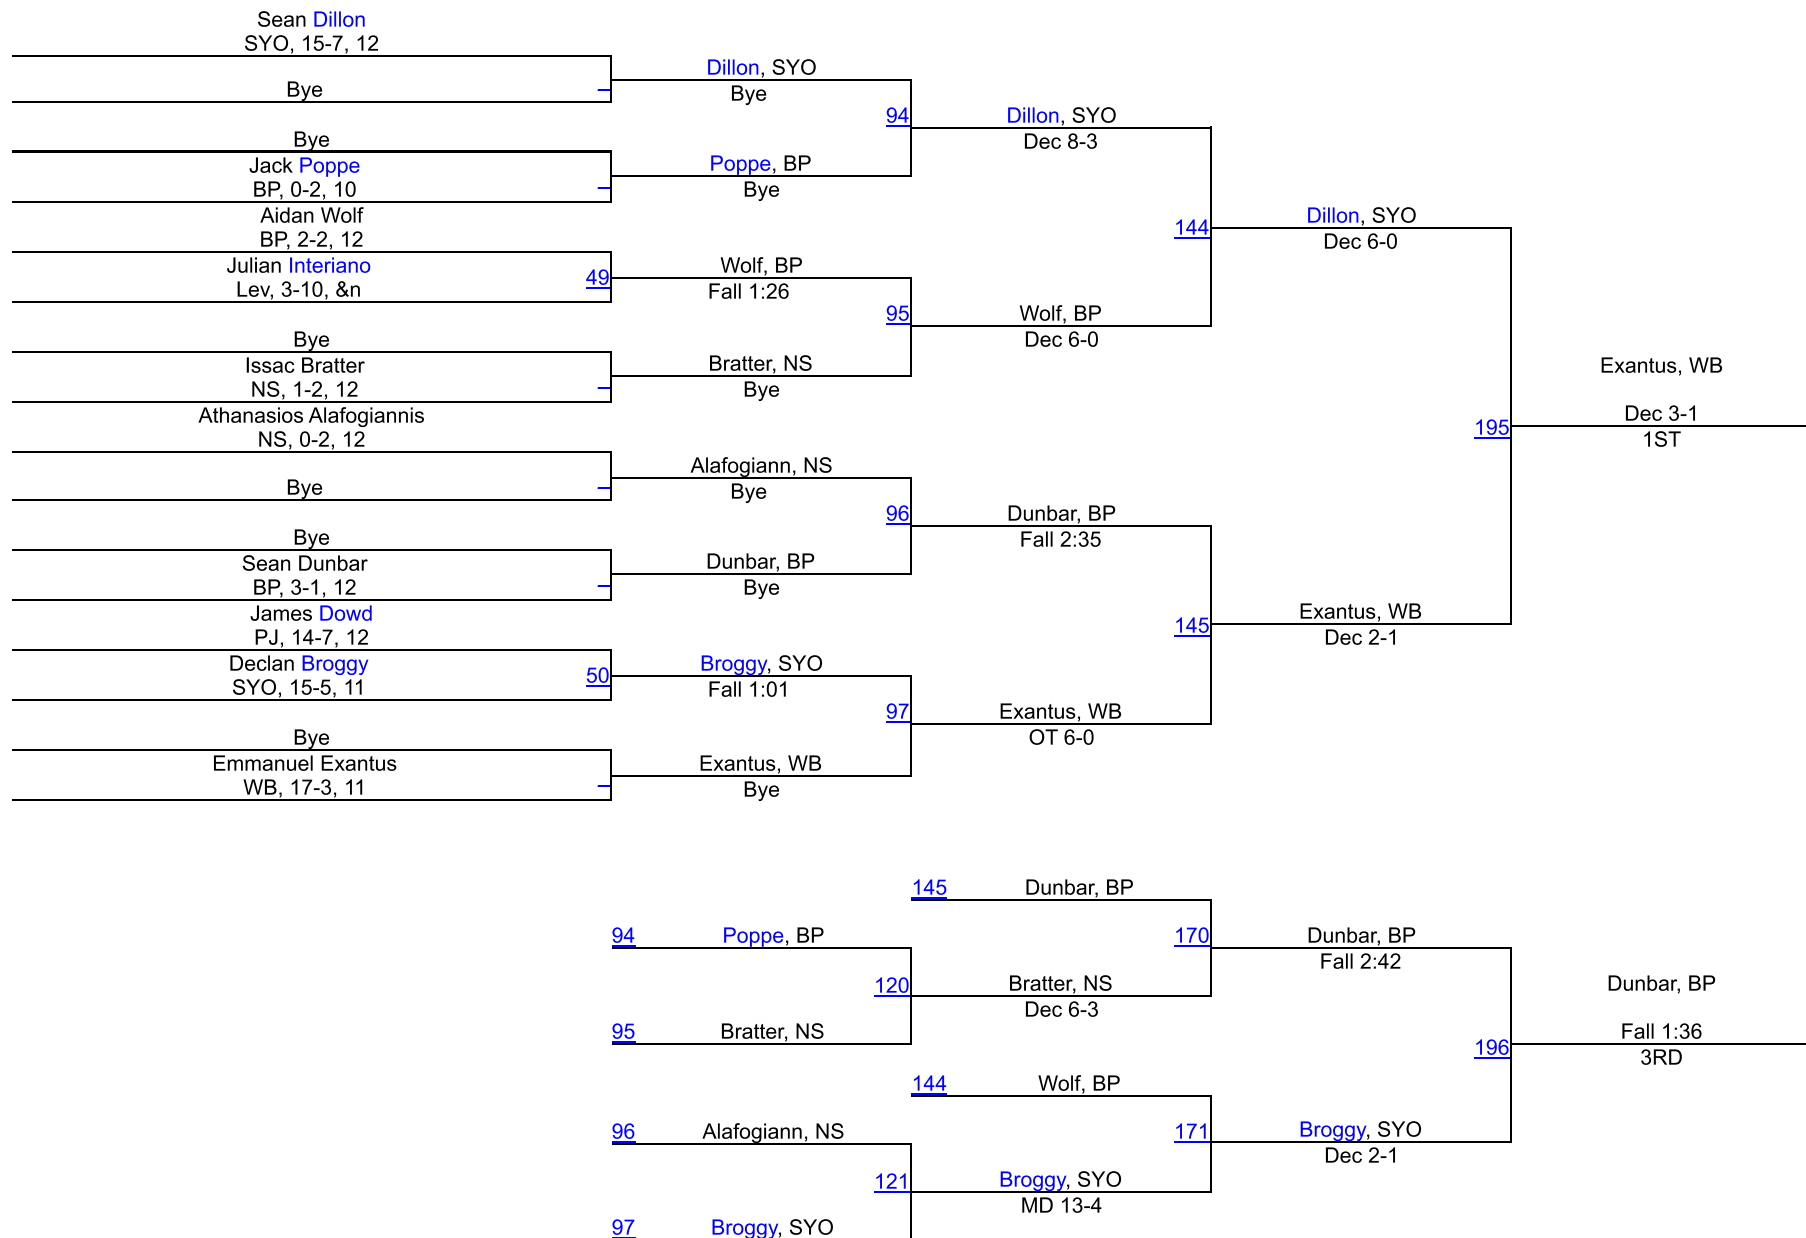 Sean Dillon
SYO, 15-7, 12
Bye
Dillon, SYO
Bye
94
Dillon, SYO
Dec 8-3
Bye
Jack Poppe
BP, 0-2, 10
Poppe, BP
Bye
144
Dillon, SYO
Dec 6-0
Aidan Wolf
BP, 2-2, 12
Julian Interiano
Lev, 3-10, &n
49
Wolf, BP
Fall 1:26
95
Wolf, BP
Dec 6-0
Bye
Issac Bratter
NS, 1-2, 12
Bratter, NS
Bye
195
Exantus, WB
Dec 3-1
1ST
Athanasios Alafogiannis
NS, 0-2, 12
Bye
Alafogiann, NS
Bye
96
Dunbar, BP
Fall 2:35
Bye
Sean Dunbar
BP, 3-1, 12
Dunbar, BP
Bye
145
Exantus, WB
Dec 2-1
James Dowd
PJ, 14-7, 12
Declan Broggy
SYO, 15-5, 11
50
Broggy, SYO
Fall 1:01
97
Exantus, WB
OT 6-0
Bye
Emmanuel Exantus
WB, 17-3, 11
Exantus, WB
Bye
145
Dunbar, BP
94
Poppe, BP
170
Dunbar, BP
Fall 2:42
120
Bratter, NS
Dec 6-3
95
Bratter, NS
196
Dunbar, BP
Fall 1:36
3RD
144
Wolf, BP
96
Alafogiann, NS
171
Broggy, SYO
Dec 2-1
121
Broggy, SYO
MD 13-4
97
Broggy, SYO